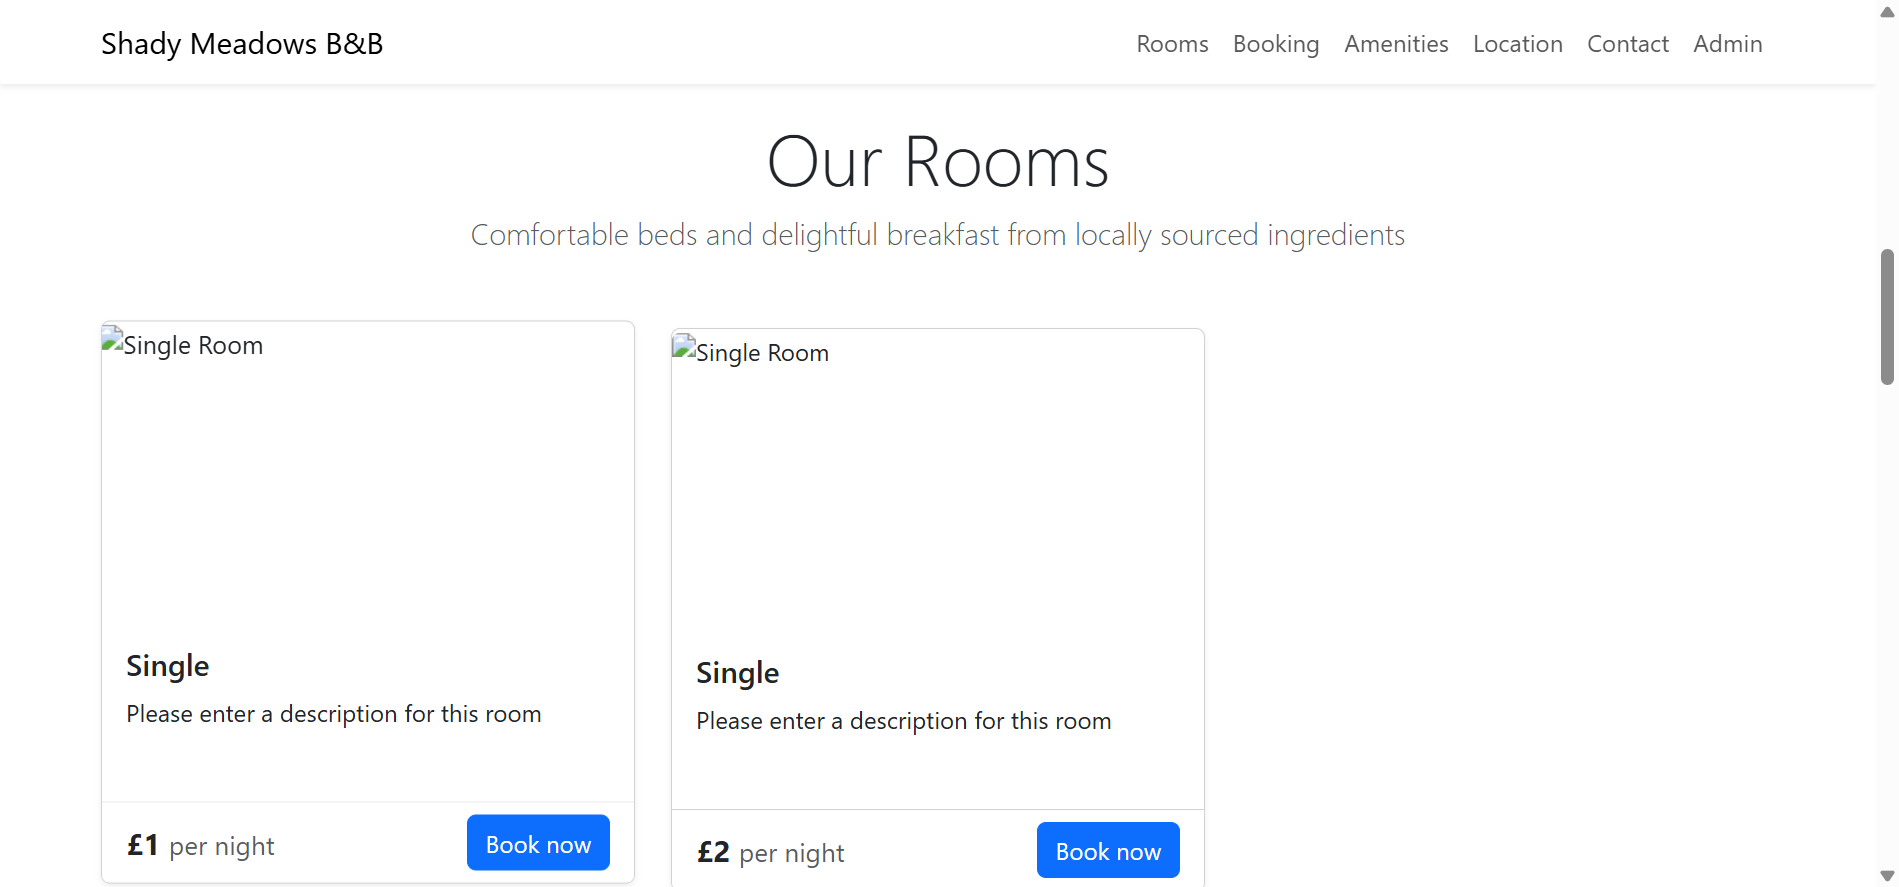 Shady Meadows B&B
Rooms Booking Amenities Location Contact Admin
Our Rooms
Comfortable beds and delightful breakfast from locally sourced ingredients
Single Room
Single
Please enter a description for this room
£1 per night
Book now
Single Room
Single
Please enter a description for this room
£2 per night
Book now